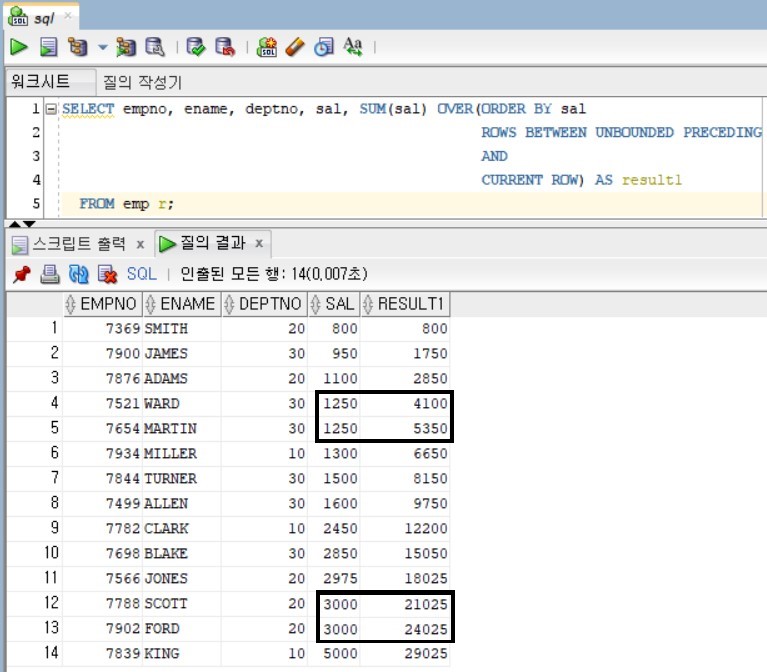 sql
SQL
워크시트 질의 작성기
1 SELECT empno, ename, deptno, sal, SUM(sal) OVER(ORDER BY sal
2 ROWS BETWEEN UNBOUNDED PRECEDING
3 AND
4 CURRENT ROW) AS result1
5 FROM emp r;
스크립트 출력 x 질의 결과 x
SQL | 인출된 모든 행: 14(0,007초)
EMPNO ENAME DEPTNO SAL RESULT1
1 7369 SMITH 20 800 800
2 7900 JAMES 30 950 1750
3 7876 ADAMS 20 1100 2850
4 7521 WARD 30 1250 4100
5 7654 MARTIN 30 1250 5350
6 7934 MILLER 10 1300 6650
7 7844 TURNER 30 1500 8150
8 7499 ALLEN 30 1600 9750
9 7782 CLARK 10 2450 12200
10 7698 BLAKE 30 2850 15050
11 7566 JONES 20 2975 18025
12 7788 SCOTT 20 3000 21025
13 7902 FORD 20 3000 24025
14 7839 KING 10 5000 29025